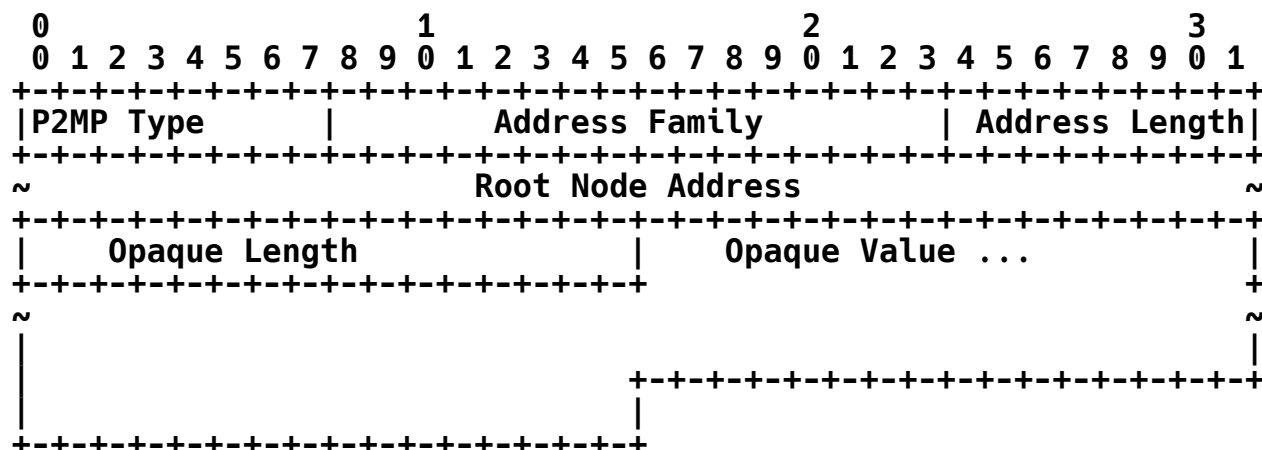 0                   1                   2                   3
 0 1 2 3 4 5 6 7 8 9 0 1 2 3 4 5 6 7 8 9 0 1 2 3 4 5 6 7 8 9 0 1
+-+-+-+-+-+-+-+-+-+-+-+-+-+-+-+-+-+-+-+-+-+-+-+-+-+-+-+-+-+-+-+-+
|P2MP Type      |        Address Family         | Address Length|
+-+-+-+-+-+-+-+-+-+-+-+-+-+-+-+-+-+-+-+-+-+-+-+-+-+-+-+-+-+-+-+-+
~                       Root Node Address                       ~
+-+-+-+-+-+-+-+-+-+-+-+-+-+-+-+-+-+-+-+-+-+-+-+-+-+-+-+-+-+-+-+-+
|    Opaque Length              |    Opaque Value ...           |
+-+-+-+-+-+-+-+-+-+-+-+-+-+-+-+-+                               +
~                                                               ~
|                                                               |
|                               +-+-+-+-+-+-+-+-+-+-+-+-+-+-+-+-+
|                               |
+-+-+-+-+-+-+-+-+-+-+-+-+-+-+-+-+